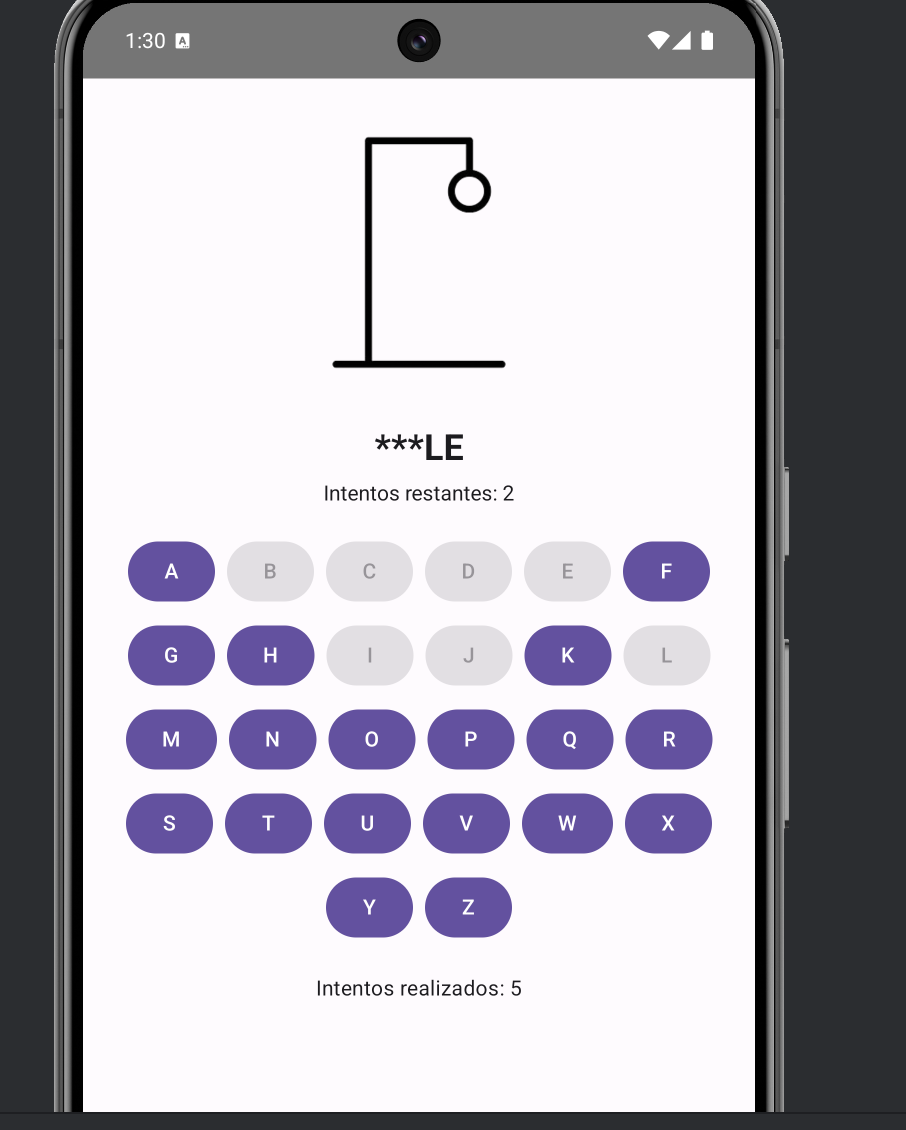 1:30 A
***LE
Intentos restantes: 2
A B C D E F
G H I J K L
M N O P Q R
S T U V W X
Y Z
Intentos realizados: 5